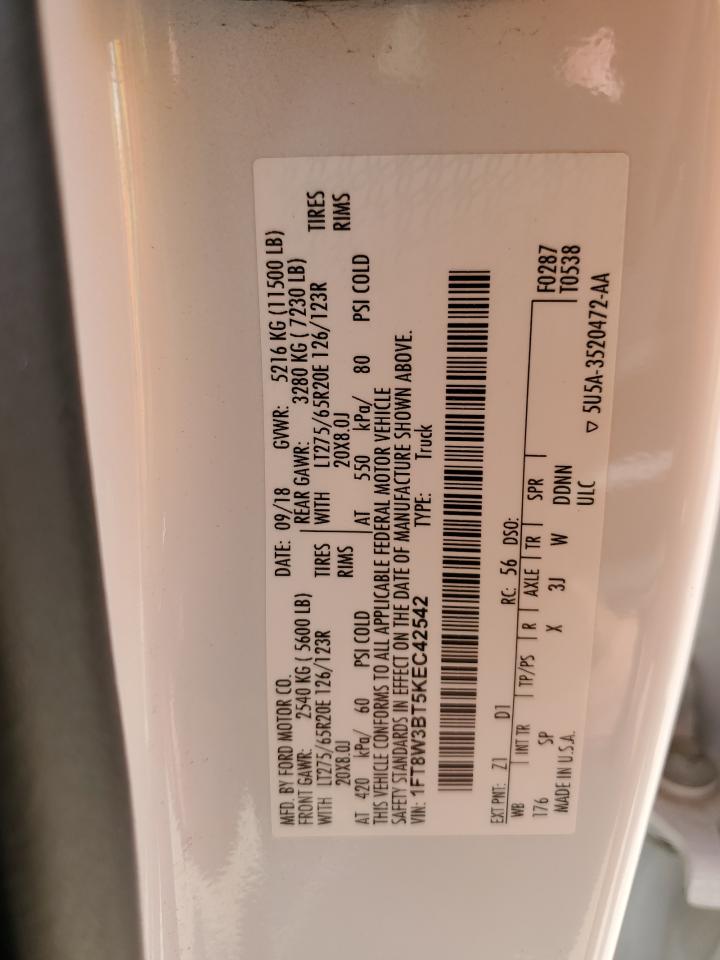 MFD. BY FORD MOTOR CO.
DATE: 09/18 GVWR: 5216 KG (11500 LB)
FRONT GAWR: 2540 KG ( 5600 LB) REAR GAWR: 3280 KG ( 7230 LB)
WITH LT275/65R20E 126/123R TIRES WITH LT275/65R20E 126/123R TIRES
20X8.0J RIMS 20X8.0J RIMS
AT 420 kPa/ 60 PSI COLD AT 550 kPa/ 80 PSI COLD
THIS VEHICLE CONFORMS TO ALL APPLICABLE FEDERAL MOTOR VEHICLE
SAFETY STANDARDS IN EFFECT ON THE DATE OF MANUFACTURE SHOWN ABOVE.
VIN: 1FT8W3BT5KEC42542 TYPE: Truck
EXT PNT: Z1 D1 RC: 56 DSO: F0287
WB INT TR TP/PS R AXLE TR SPR T0538
176 SP X 3J W DDNN
MADE IN U.S.A. ULC
▽ 5U5A-3520472-AA